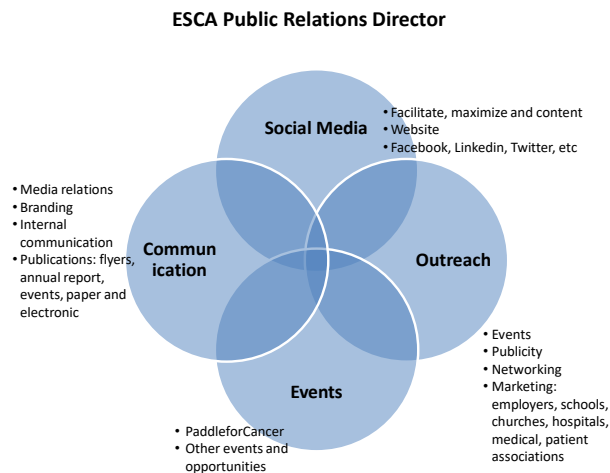 ESCA Public Relations Director
Social Media
• Facilitate, maximize and content
• Website
• Facebook, Linkedin, Twitter, etc
• Media relations
• Branding
• Internal
communication
• Publications: flyers,
annual report,
events, paper and
electronic
Commun
ication
Outreach
• Events
• Publicity
• Networking
• Marketing:
employers, schools,
churches, hospitals,
medical, patient
associations
Events
• PaddleforCancer
• Other events and
opportunities